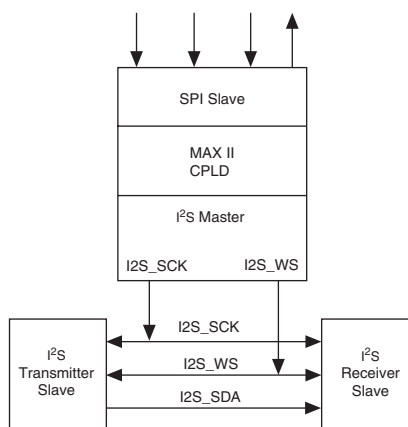 SPI Slave
MAX II
CPLD
I²S Master
I2S_SCK I2S_WS
I2S_SCK
I²S
Transmitter
Slave
I2S_WS
I²S
Receiver
Slave
I2S_SDA